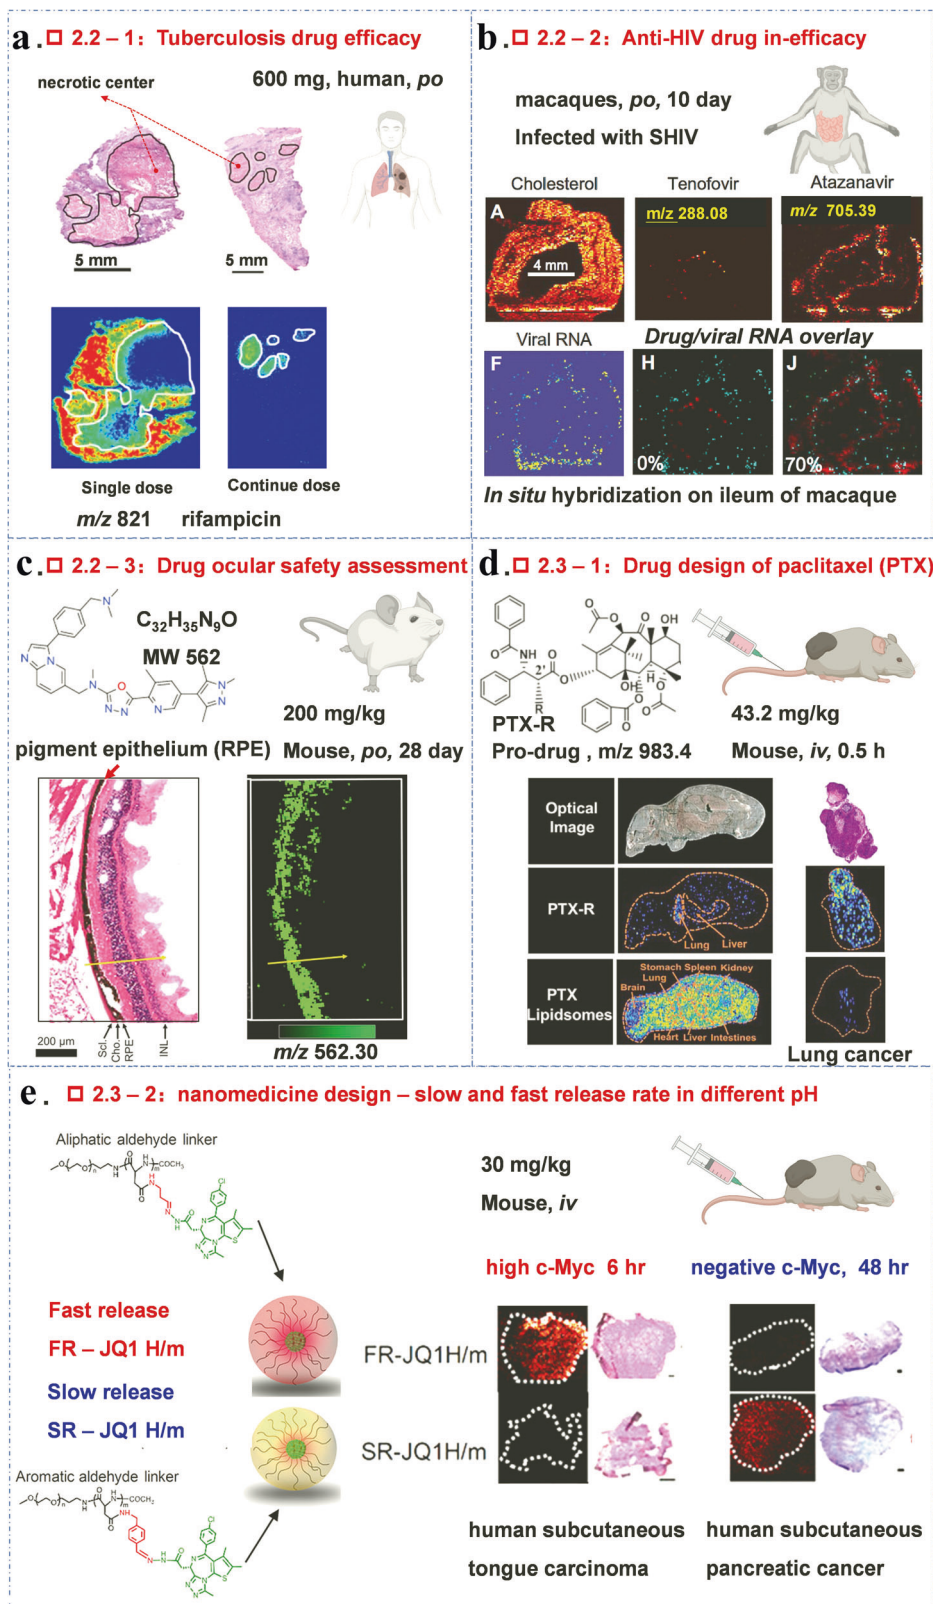 a. 2.2 – 1: Tuberculosis drug efficacy
necrotic center
600 mg, human, po
5 mm
5 mm
Single dose
Continue dose
m/z 821 rifampicin
b. 2.2 – 2: Anti-HIV drug in-efficacy
macaques, po, 10 day
Infected with SHIV
Cholesterol
Tenofovir
Atazanavir
A
m/z 288.08
m/z 705.39
4 mm
Viral RNA
Drug/viral RNA overlay
F
H
J
0%
70%
In situ hybridization on ileum of macaque
c. 2.2 – 3: Drug ocular safety assessment
C32H35N9O
MW 562
200 mg/kg
pigment epithelium (RPE)
Mouse, po, 28 day
200 μm
Scl.
Cho.
RPE
INL
m/z 562.30
d. 2.3 – 1: Drug design of paclitaxel (PTX)
PTX-R
2'
R
Pro-drug , m/z 983.4
43.2 mg/kg
Mouse, iv, 0.5 h
Optical
Image
PTX-R
Lung
Liver
PTX
Lipidsomes
Stomach Spleen Kidney
Lung
Brain
Heart Liver Intestines
Lung cancer
e. 2.3 – 2: nanomedicine design – slow and fast release rate in different pH
Aliphatic aldehyde linker
COCH3
30 mg/kg
Mouse, iv
high c-Myc 6 hr
negative c-Myc, 48 hr
Fast release
FR – JQ1 H/m
Slow release
SR – JQ1 H/m
FR-JQ1H/m
SR-JQ1H/m
Aromatic aldehyde linker
COCH2
human subcutaneous
tongue carcinoma
human subcutaneous
pancreatic cancer